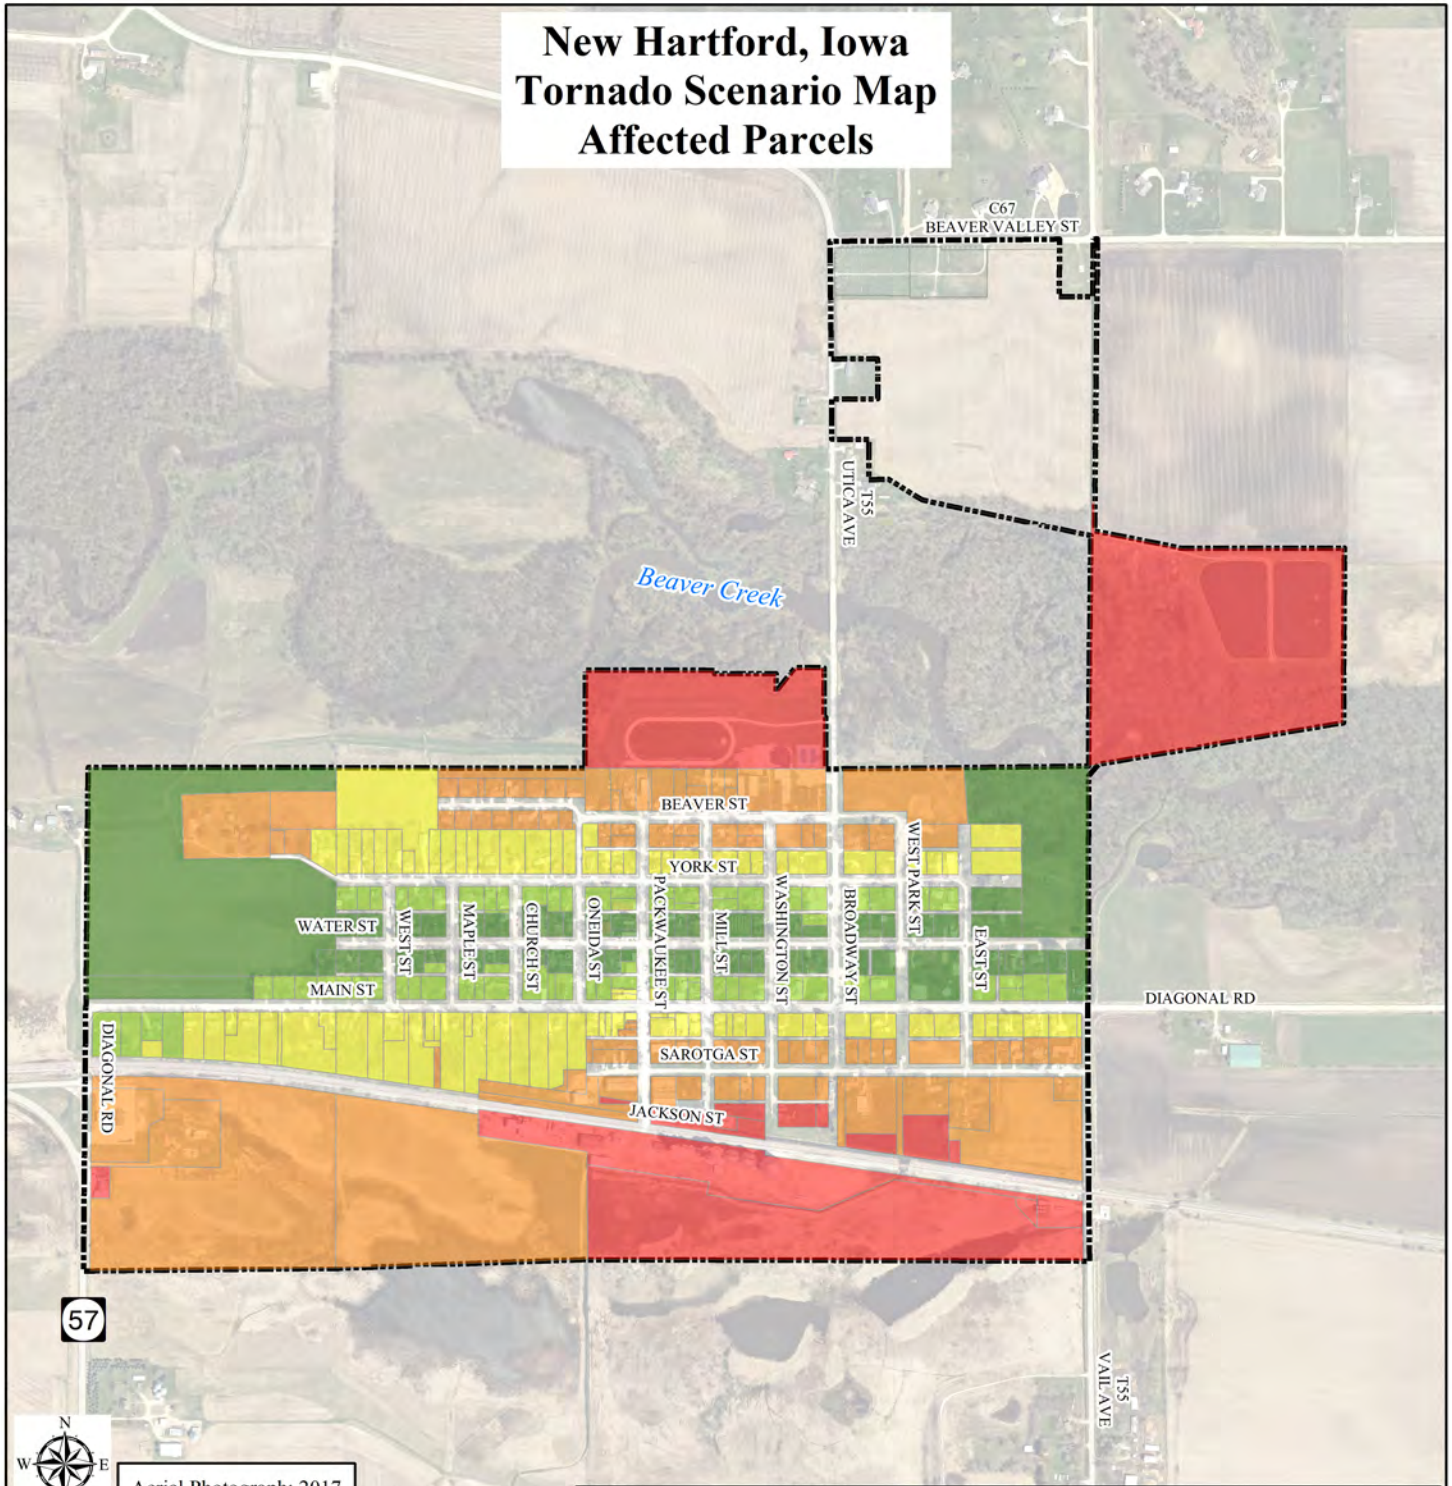 New Hartford, Iowa
Tornado Scenario Map
Affected Parcels
C67
BEAVER VALLEY ST
T55
UTICA AVE
Beaver Creek
BEAVER ST
YORK ST
WEST PARK ST
WATER ST
WEST ST
MAPLE ST
CHURCH ST
ONEIDA ST
PACKWAUKEE ST
MILL ST
WASHINGTON ST
BROADWAY ST
EAST ST
MAIN ST
DIAGONAL RD
DIAGONAL RD
SAROTGA ST
JACKSON ST
57
T55
VAIL AVE
N
W E
Aerial Photography 2017